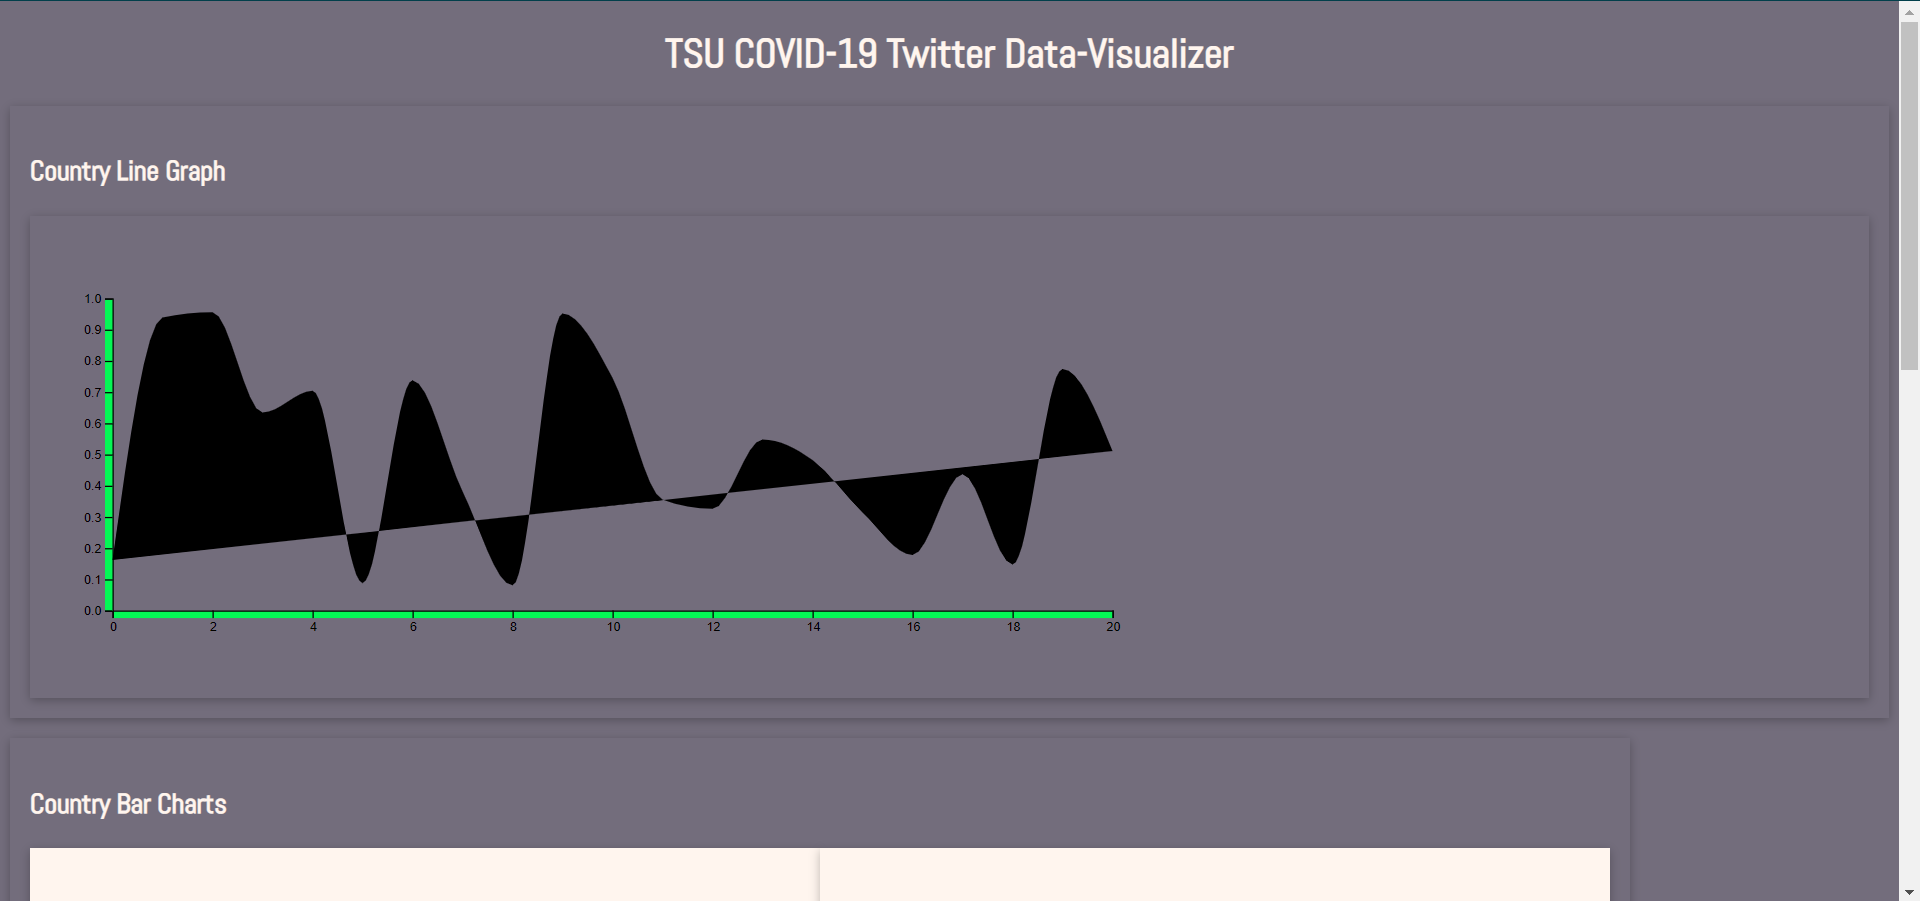 TSU COVID-19 Twitter Data-Visualizer
Country Line Graph
1.0
0.9
0.8
0.7
0.6
0.5
0.4
0.3
0.2
0.1
0.0
0 2 4 6 8 10 12 14 16 18 20
Country Bar Charts